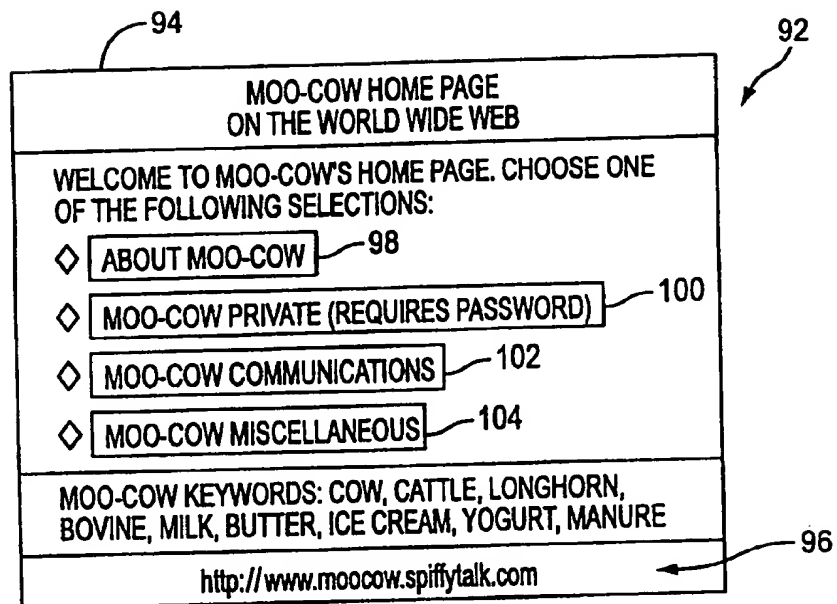 94
92
MOO-COW HOME PAGE
ON THE WORLD WIDE WEB
WELCOME TO MOO-COW'S HOME PAGE. CHOOSE ONE
OF THE FOLLOWING SELECTIONS:
ABOUT MOO-COW 98
MOO-COW PRIVATE (REQUIRES PASSWORD) 100
MOO-COW COMMUNICATIONS 102
MOO-COW MISCELLANEOUS 104
MOO-COW KEYWORDS: COW, CATTLE, LONGHORN,
BOVINE, MILK, BUTTER, ICE CREAM, YOGURT, MANURE
http://www.moocow.spiffytalk.com 96